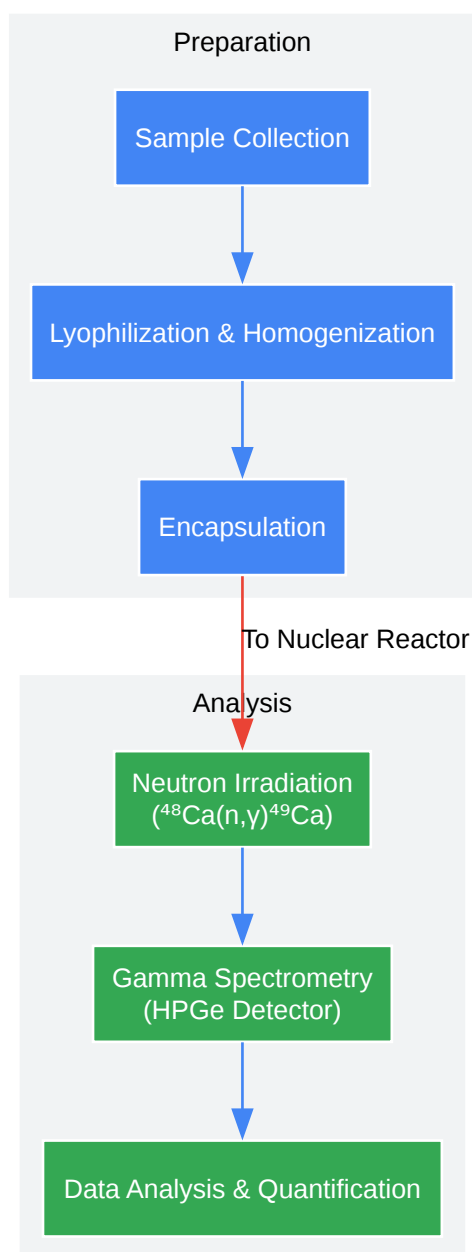 Preparation
Sample Collection
Lyophilization & Homogenization
Encapsulation
To Nuclear Reactor
Analysis
Neutron Irradiation
(⁴⁸Ca(n,γ)⁴⁹Ca)
Gamma Spectrometry
(HPGe Detector)
Data Analysis & Quantification